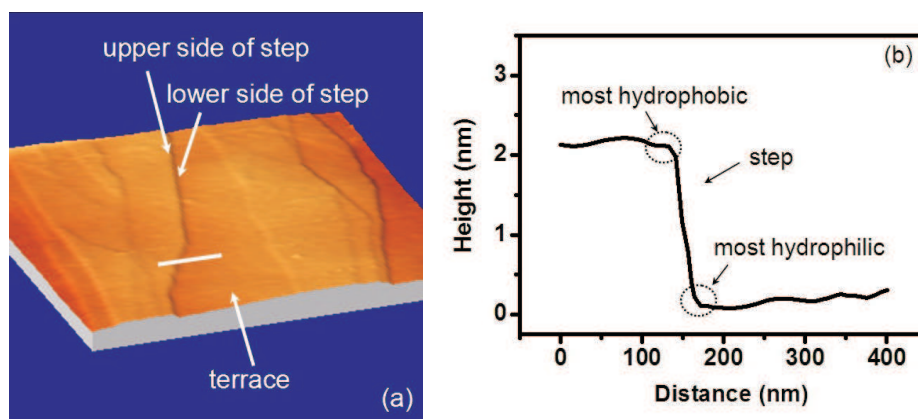 upper side of step
lower side of step
terrace
(a)
(b)
3
2
1
0
Height (nm)
most hydrophobic
step
most hydrophilic
0 100 200 300 400
Distance (nm)